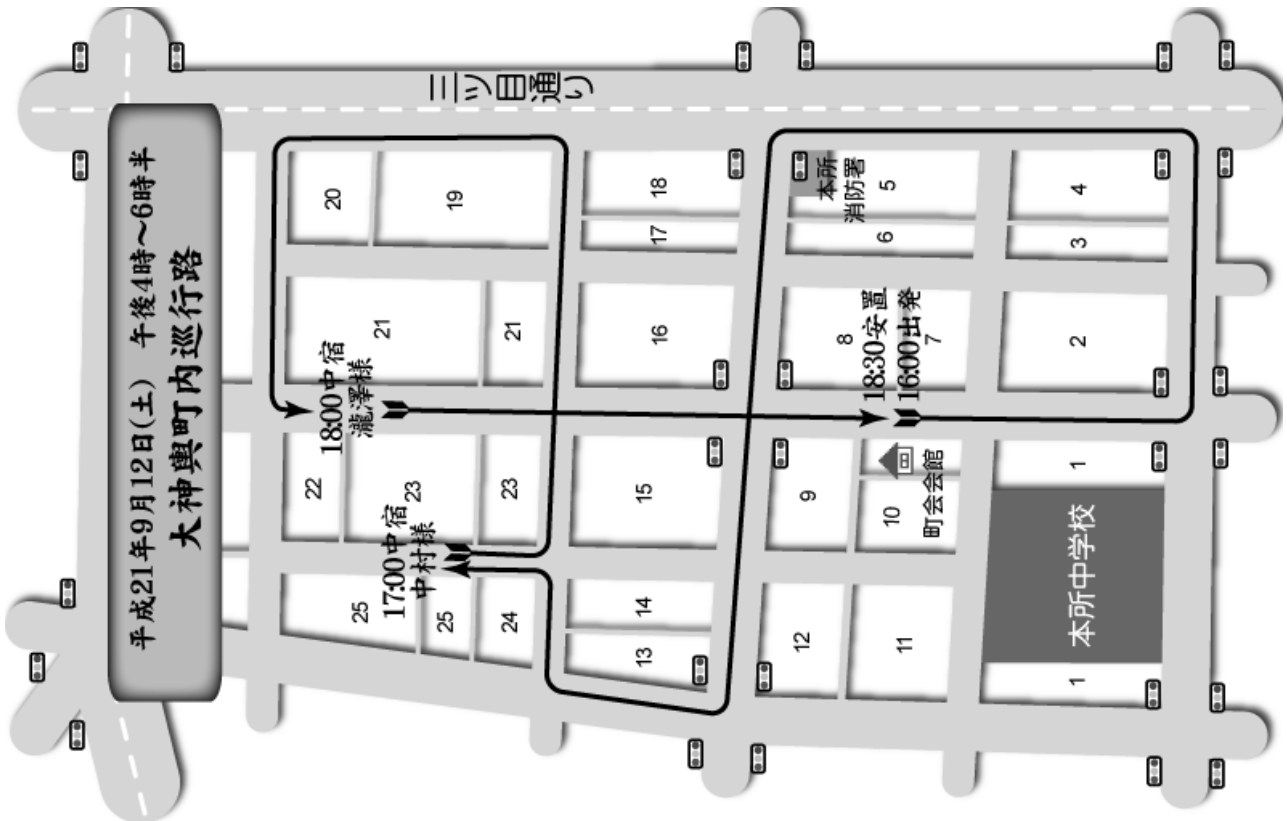 平成21年9月12日(土) 午後4時～6時半
大神輿町内巡行路
三ツ目通り
20
19
18
17
本所
消防署
5
6
4
3
21
21
16
8
7
2
18:00中宿
瀧澤様
18:30安置
16:00出発
22
23
23
15
9
10
町会会館
1
本所中学校
1
17:00中宿
中村様
25
25
24
14
13
12
11